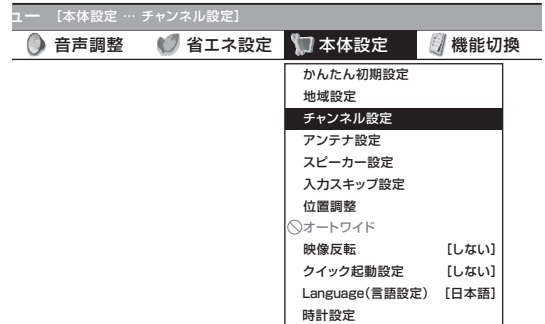 ュー [本体設定 … チャンネル設定]
音声調整 省エネ設定 本体設定 機能切換
かんたん初期設定
地域設定
チャンネル設定
アンテナ設定
スピーカー設定
入力スキップ設定
位置調整
オートワイド
映像反転 [しない]
クイック起動設定 [しない]
Language(言語設定) [日本語]
時計設定